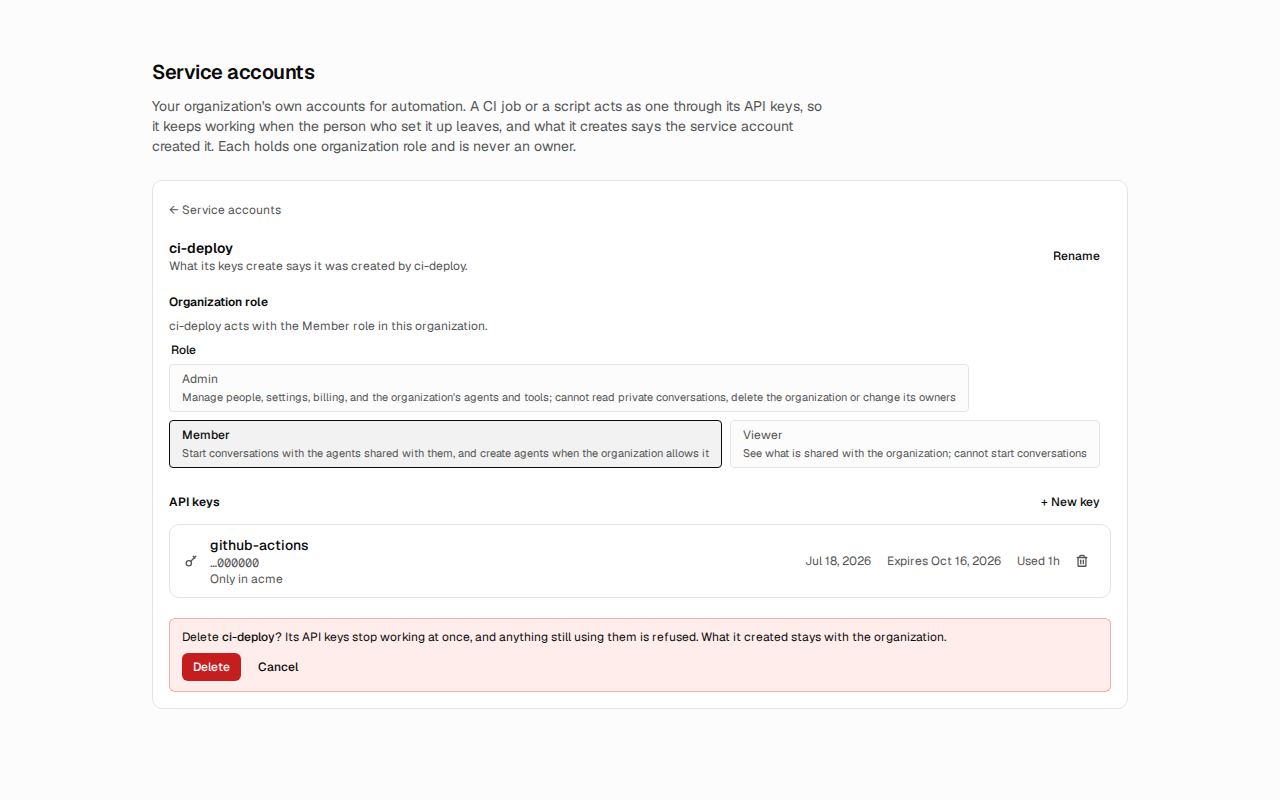 Service accounts
Your organization's own accounts for automation. A CI job or a script acts as one through its API keys, so
it keeps working when the person who set it up leaves, and what it creates says the service account
created it. Each holds one organization role and is never an owner.
← Service accounts
ci-deploy
What its keys create says it was created by ci-deploy.
Rename
Organization role
ci-deploy acts with the Member role in this organization.
Role
Admin
Manage people, settings, billing, and the organization's agents and tools; cannot read private conversations, delete the organization or change its owners
Member
Start conversations with the agents shared with them, and create agents when the organization allows it
Viewer
See what is shared with the organization; cannot start conversations
API keys
+ New key
github-actions
…000000
Only in acme
Jul 18, 2026
Expires Oct 16, 2026
Used 1h
Delete ci-deploy? Its API keys stop working at once, and anything still using them is refused. What it created stays with the organization.
Delete
Cancel